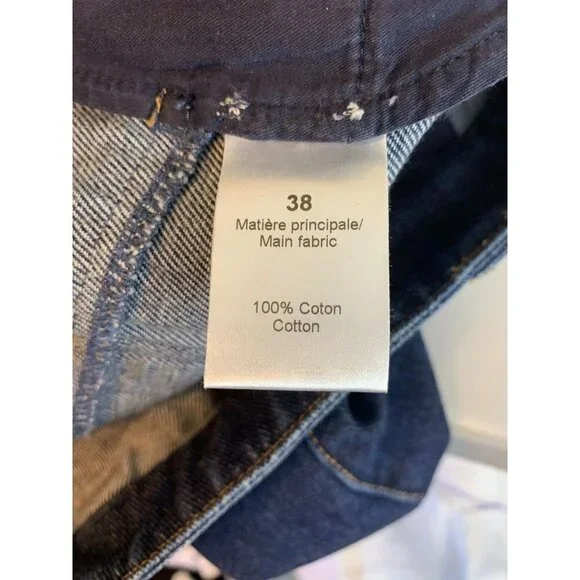 38
Matière principale/
Main fabric
100% Coton
Cotton